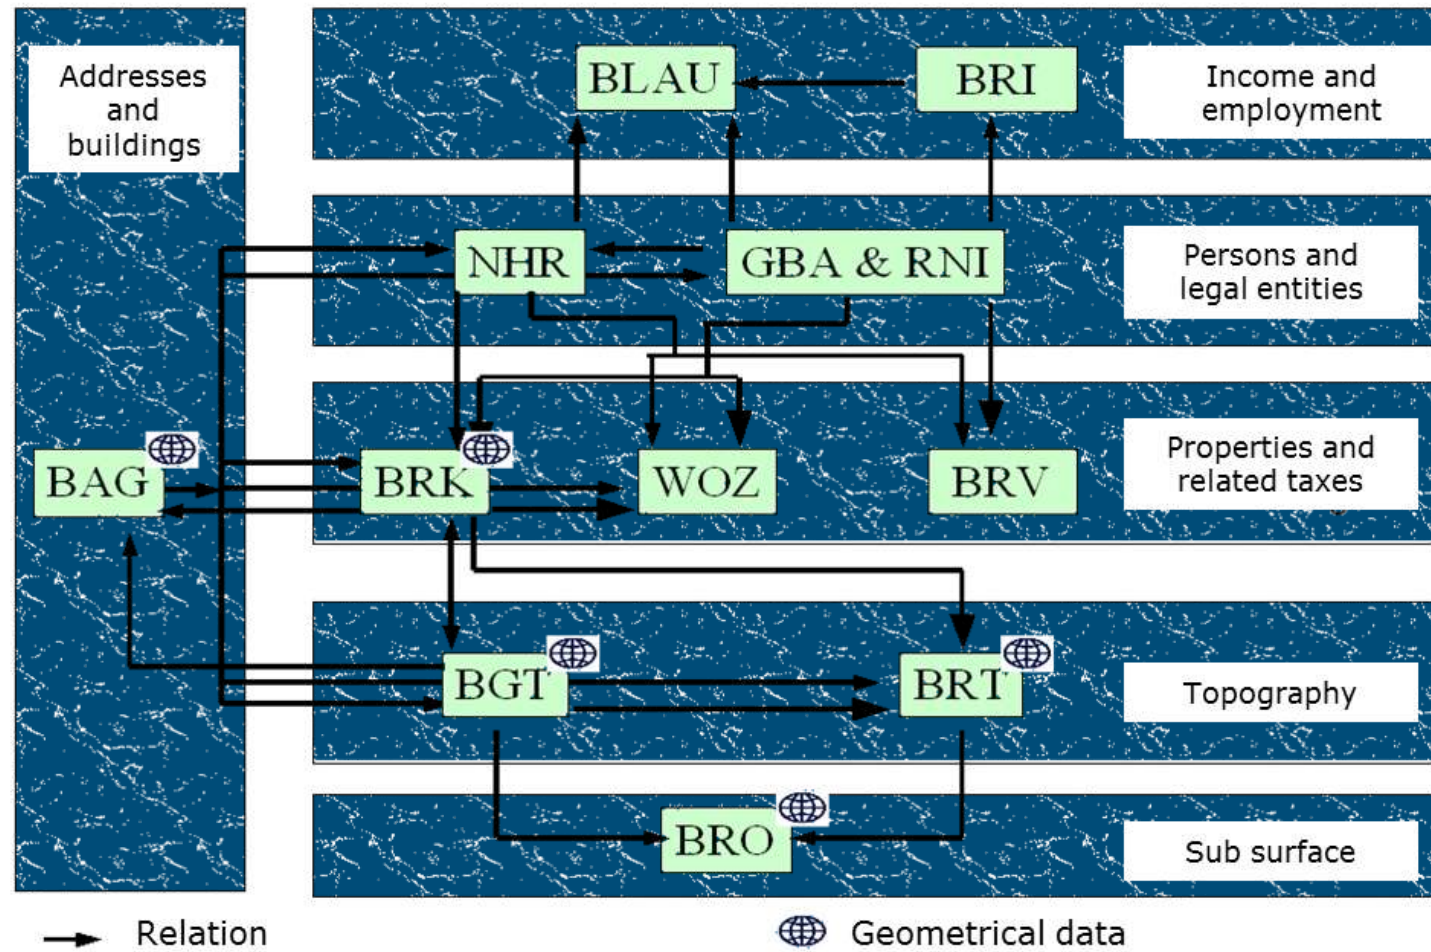 Addresses
and
buildings
BLAU
BRI
Income and
employment
NHR
GBA & RNI
Persons and
legal entities
BAG
BRK
WOZ
BRV
Properties and
related taxes
BGT
BRT
Topography
BRO
Sub surface
Relation
Geometrical data